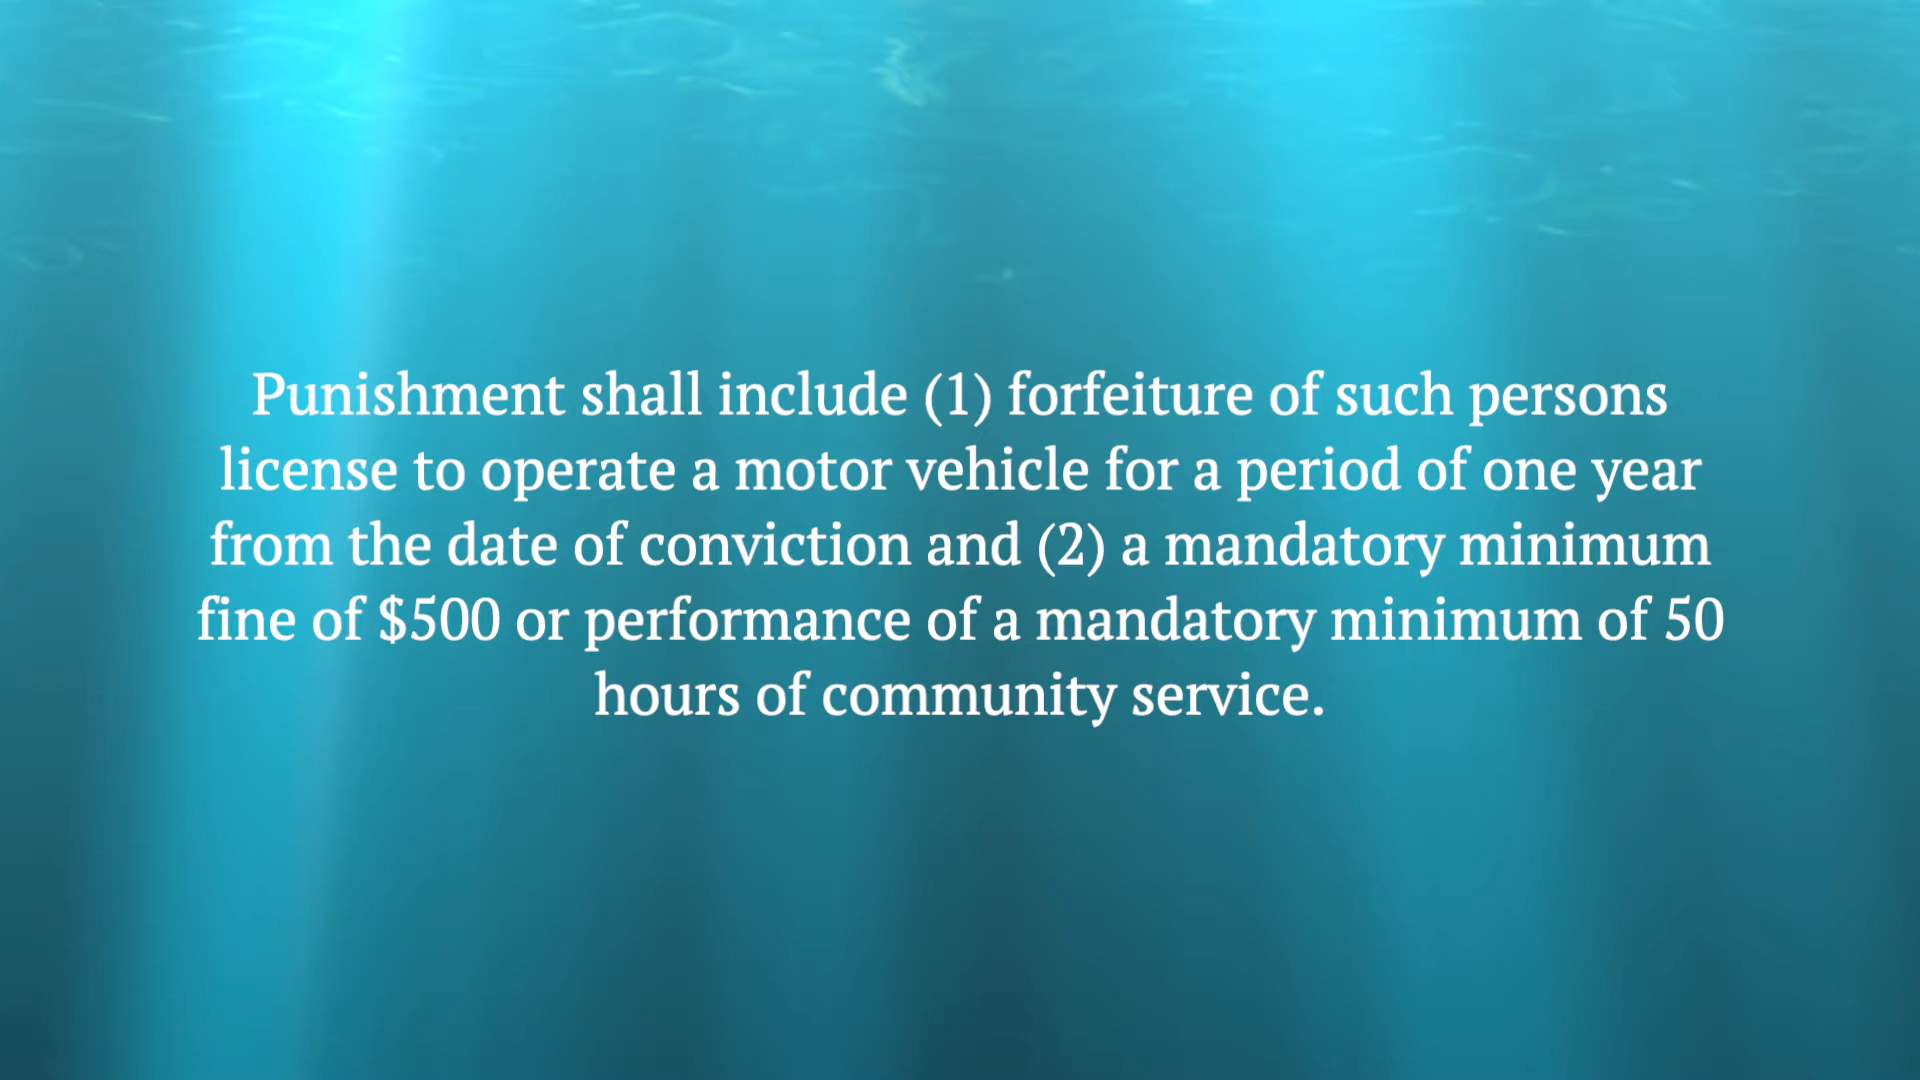 Punishment shall include (1) forfeiture of such persons
license to operate a motor vehicle for a period of one year
from the date of conviction and (2) a mandatory minimum
fine of $500 or performance of a mandatory minimum of 50
hours of community service.